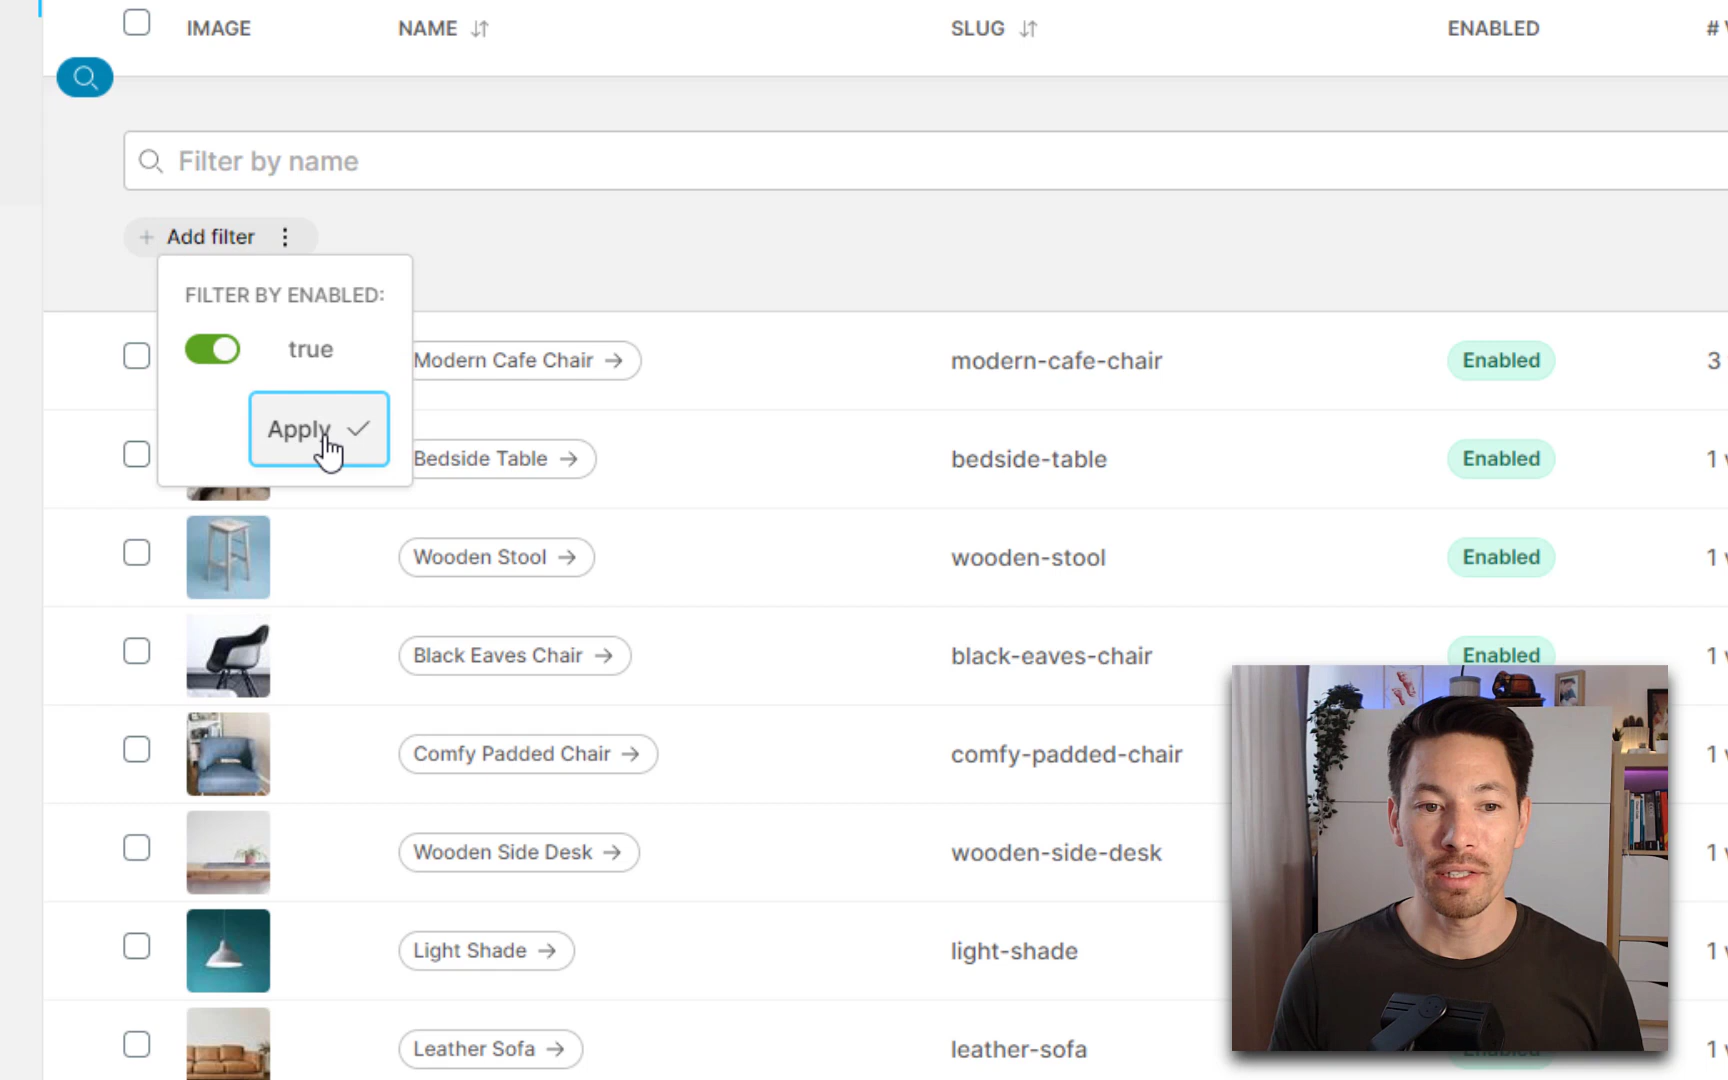 IMAGE NAME SLUG ENABLED #
Filter by name
Add filter
FILTER BY ENABLED:
true
Modern Cafe Chair modern-cafe-chair Enabled 3
Apply
Bedside Table bedside-table Enabled 1
Wooden Stool wooden-stool Enabled 1
Black Eaves Chair black-eaves-chair Enabled 1
Comfy Padded Chair comfy-padded-chair 1
Wooden Side Desk wooden-side-desk 1
Light Shade light-shade 1
Leather Sofa leather-sofa 1